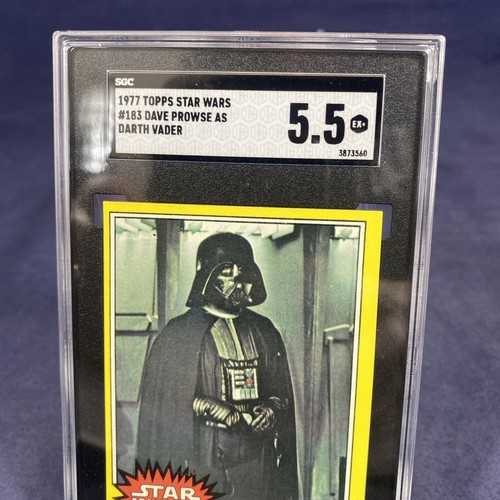 SGC
1977 TOPPS STAR WARS
#183 DAVE PROWSE AS
DARTH VADER
5.5 EX+
3873560
STAR